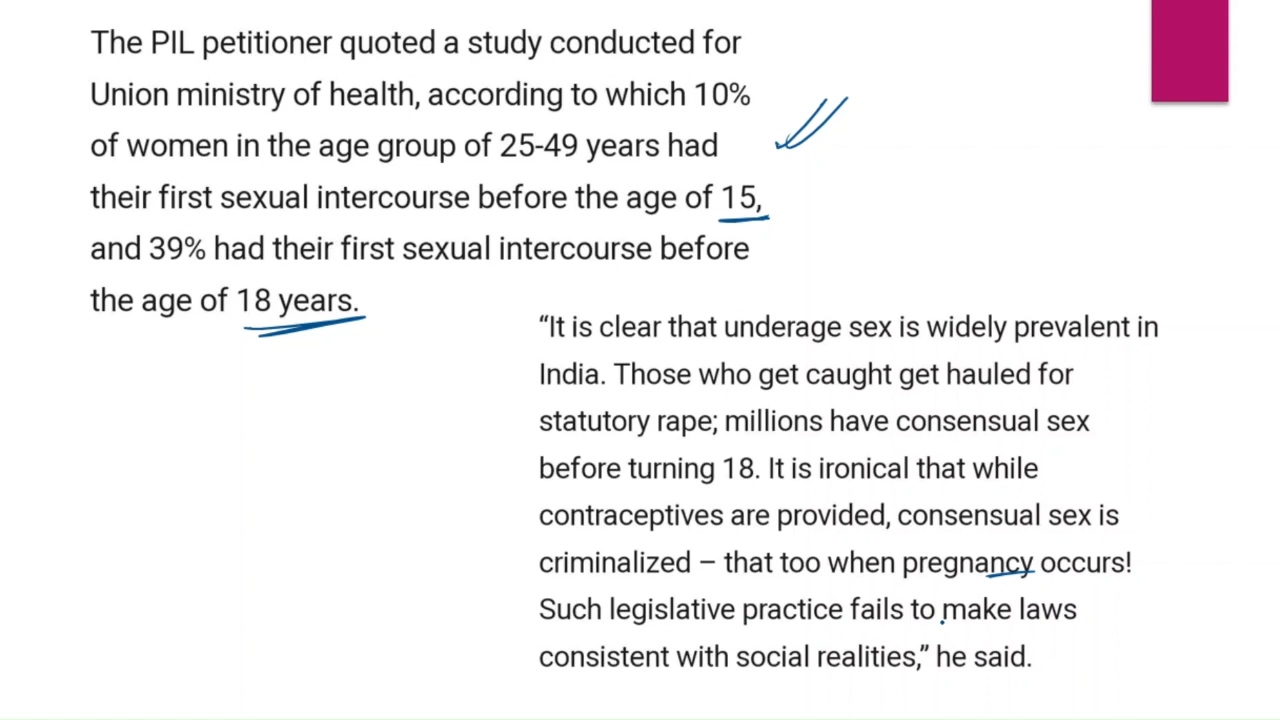 The PIL petitioner quoted a study conducted for
Union ministry of health, according to which 10%
of women in the age group of 25-49 years had
their first sexual intercourse before the age of 15,
and 39% had their first sexual intercourse before
the age of 18 years.
“It is clear that underage sex is widely prevalent in
India. Those who get caught get hauled for
statutory rape; millions have consensual sex
before turning 18. It is ironical that while
contraceptives are provided, consensual sex is
criminalized – that too when pregnancy occurs!
Such legislative practice fails to make laws
consistent with social realities,” he said.